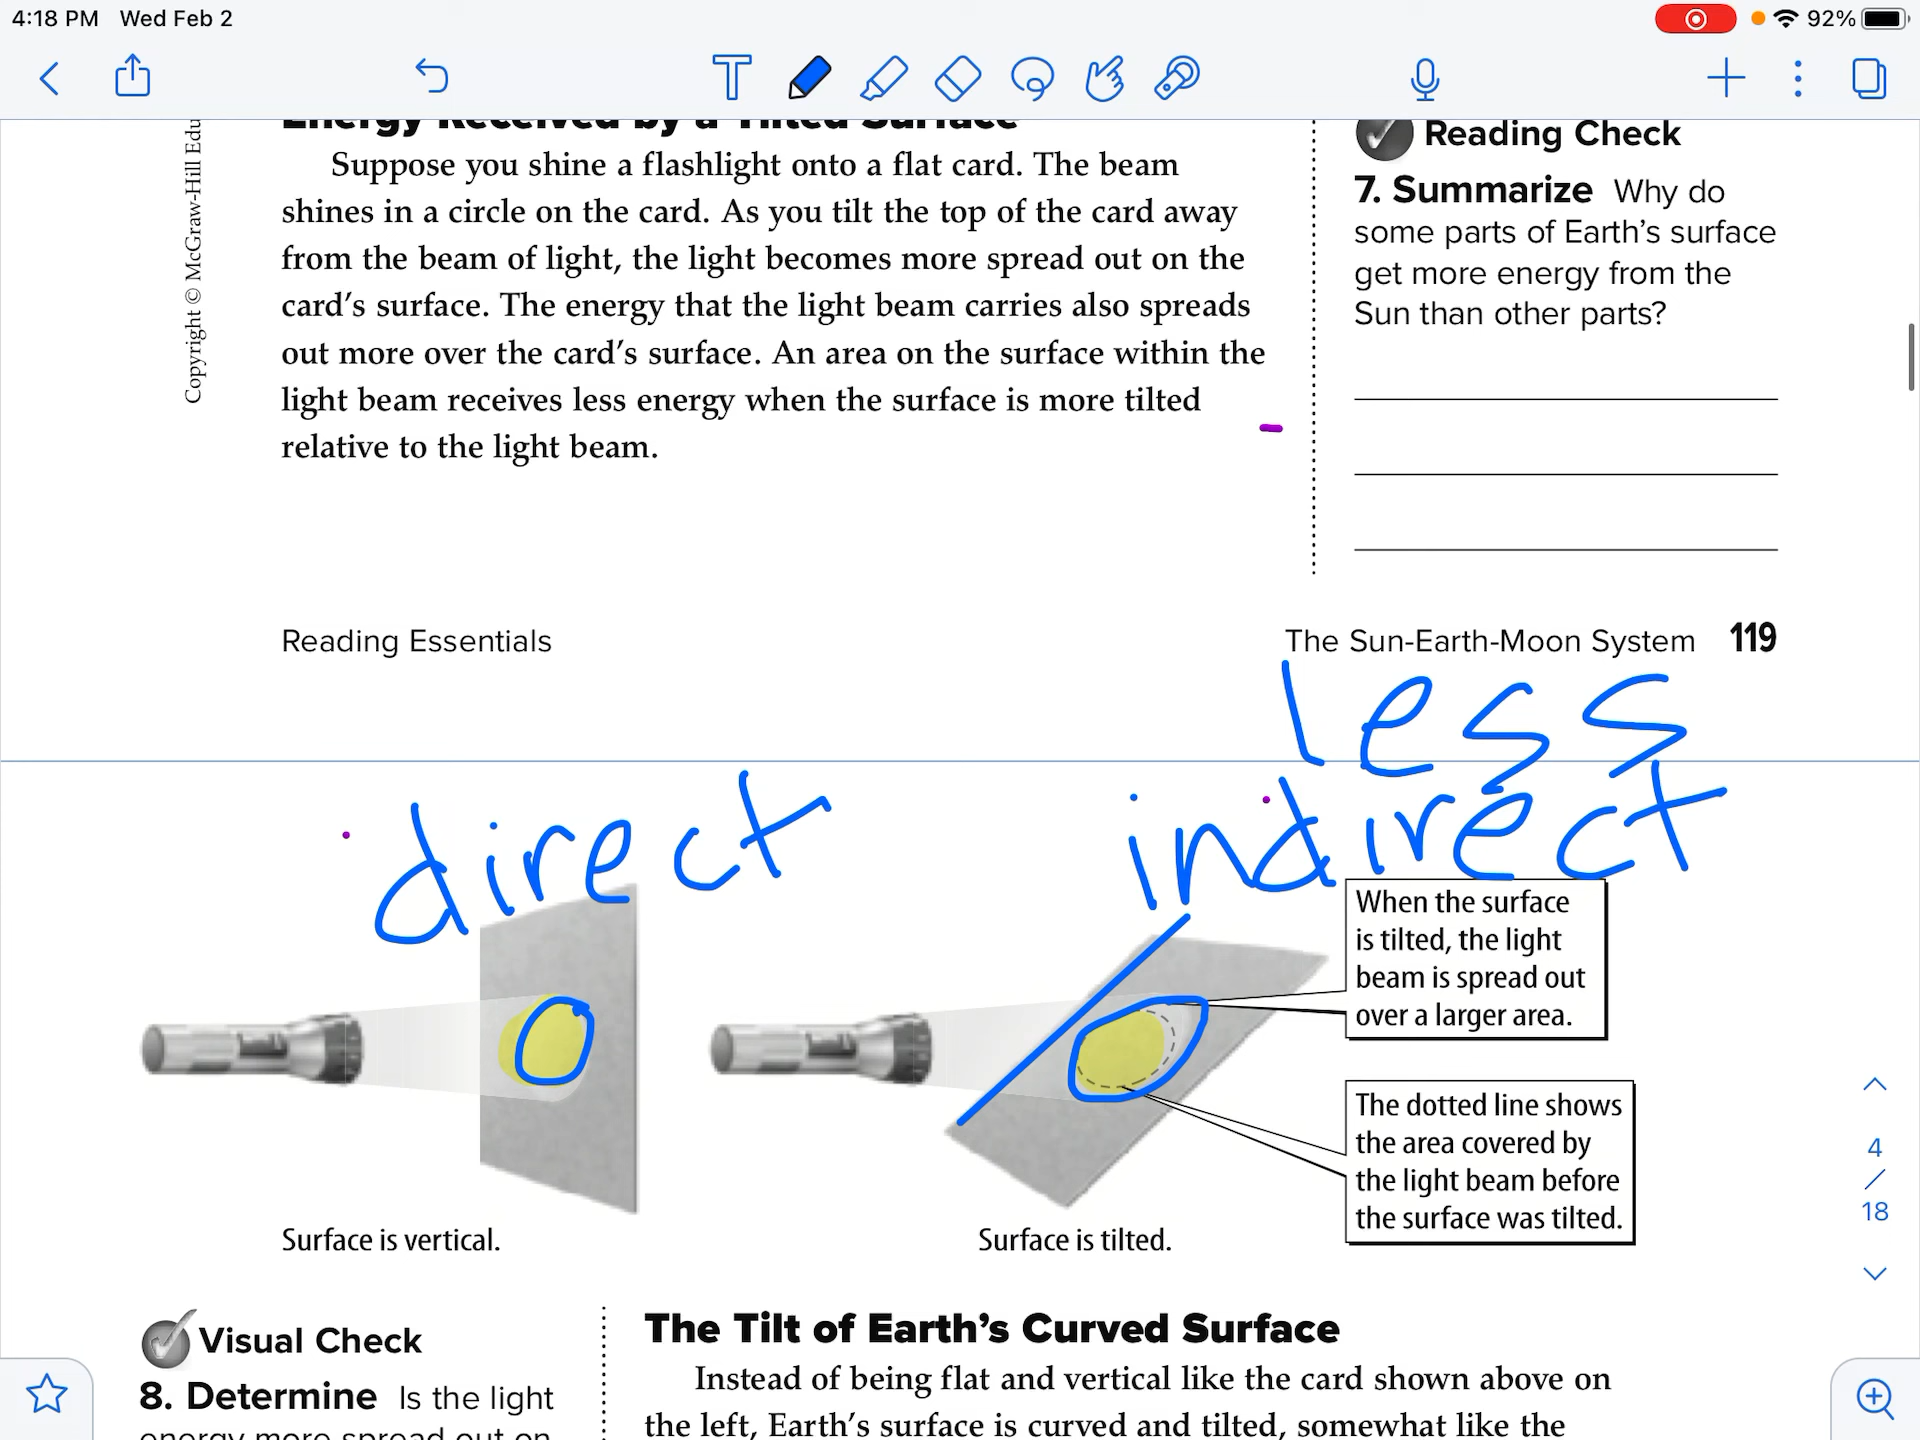 4:18 PM Wed Feb 2
92%
Energy Received by a Tilted Surface
Suppose you shine a flashlight onto a flat card. The beam
shines in a circle on the card. As you tilt the top of the card away
from the beam of light, the light becomes more spread out on the
card's surface. The energy that the light beam carries also spreads
out more over the card's surface. An area on the surface within the
light beam receives less energy when the surface is more tilted
relative to the light beam.
Copyright © McGraw-Hill Edu
Reading Check
7. Summarize Why do
some parts of Earth's surface
get more energy from the
Sun than other parts?
Reading Essentials
The Sun-Earth-Moon System 119
less
direct
indirect
When the surface
is tilted, the light
beam is spread out
over a larger area.
The dotted line shows
the area covered by
the light beam before
the surface was tilted.
Surface is vertical.
Surface is tilted.
4
/
18
Visual Check
8. Determine Is the light
energy more spread out on
The Tilt of Earth's Curved Surface
Instead of being flat and vertical like the card shown above on
the left, Earth's surface is curved and tilted, somewhat like the